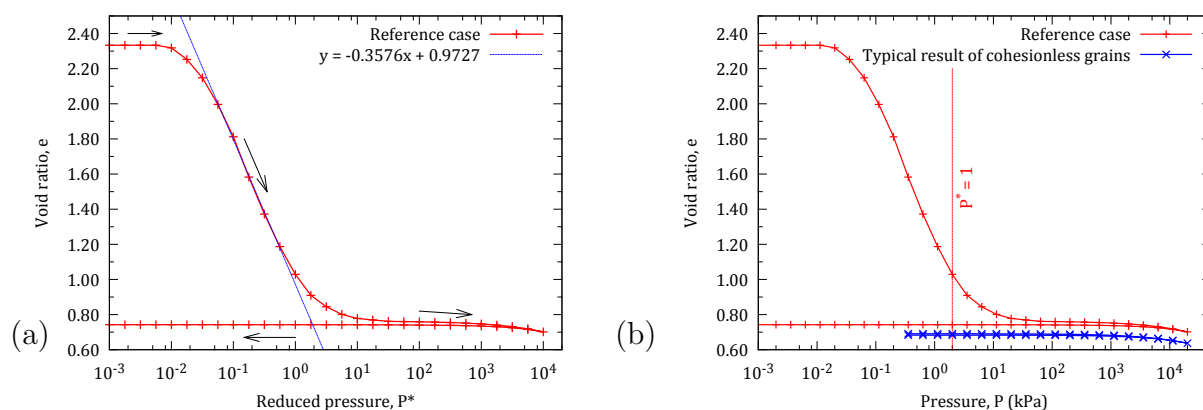 2.40
2.20
2.00
1.80
1.60
1.40
1.20
1.00
0.80
0.60
10⁻³ 10⁻² 10⁻¹ 10⁰ 10¹ 10² 10³ 10⁴
Void ratio, e
Reduced pressure, P*
Reference case
y = -0.3576x + 0.9727
(a)
2.40
2.20
2.00
1.80
1.60
1.40
1.20
1.00
0.80
0.60
10⁻³ 10⁻² 10⁻¹ 10⁰ 10¹ 10² 10³ 10⁴
Void ratio, e
Pressure, P (kPa)
Reference case
Typical result of cohesionless grains
P* = 1
(b)